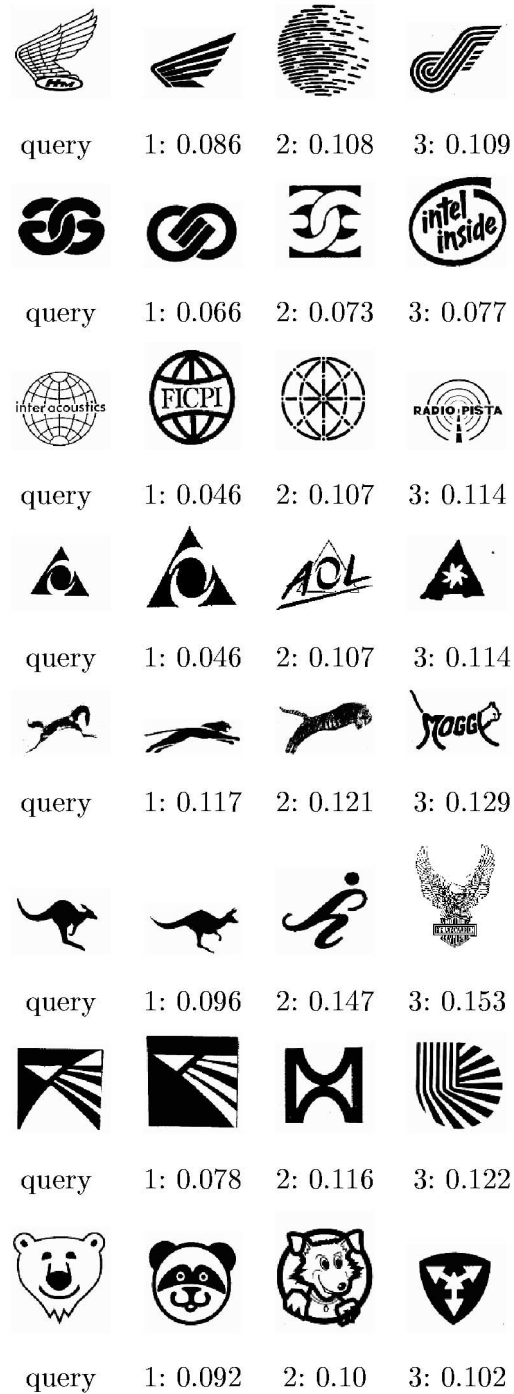 HM
query 1: 0.086 2: 0.108 3: 0.109
intel
inside
query 1: 0.066 2: 0.073 3: 0.077
interacoustics FICPI RADIO PISTA
query 1: 0.046 2: 0.107 3: 0.114
AOL A
query 1: 0.046 2: 0.107 3: 0.114
MOGGY
query 1: 0.117 2: 0.121 3: 0.129
query 1: 0.096 2: 0.147 3: 0.153
query 1: 0.078 2: 0.116 3: 0.122
query 1: 0.092 2: 0.10 3: 0.102